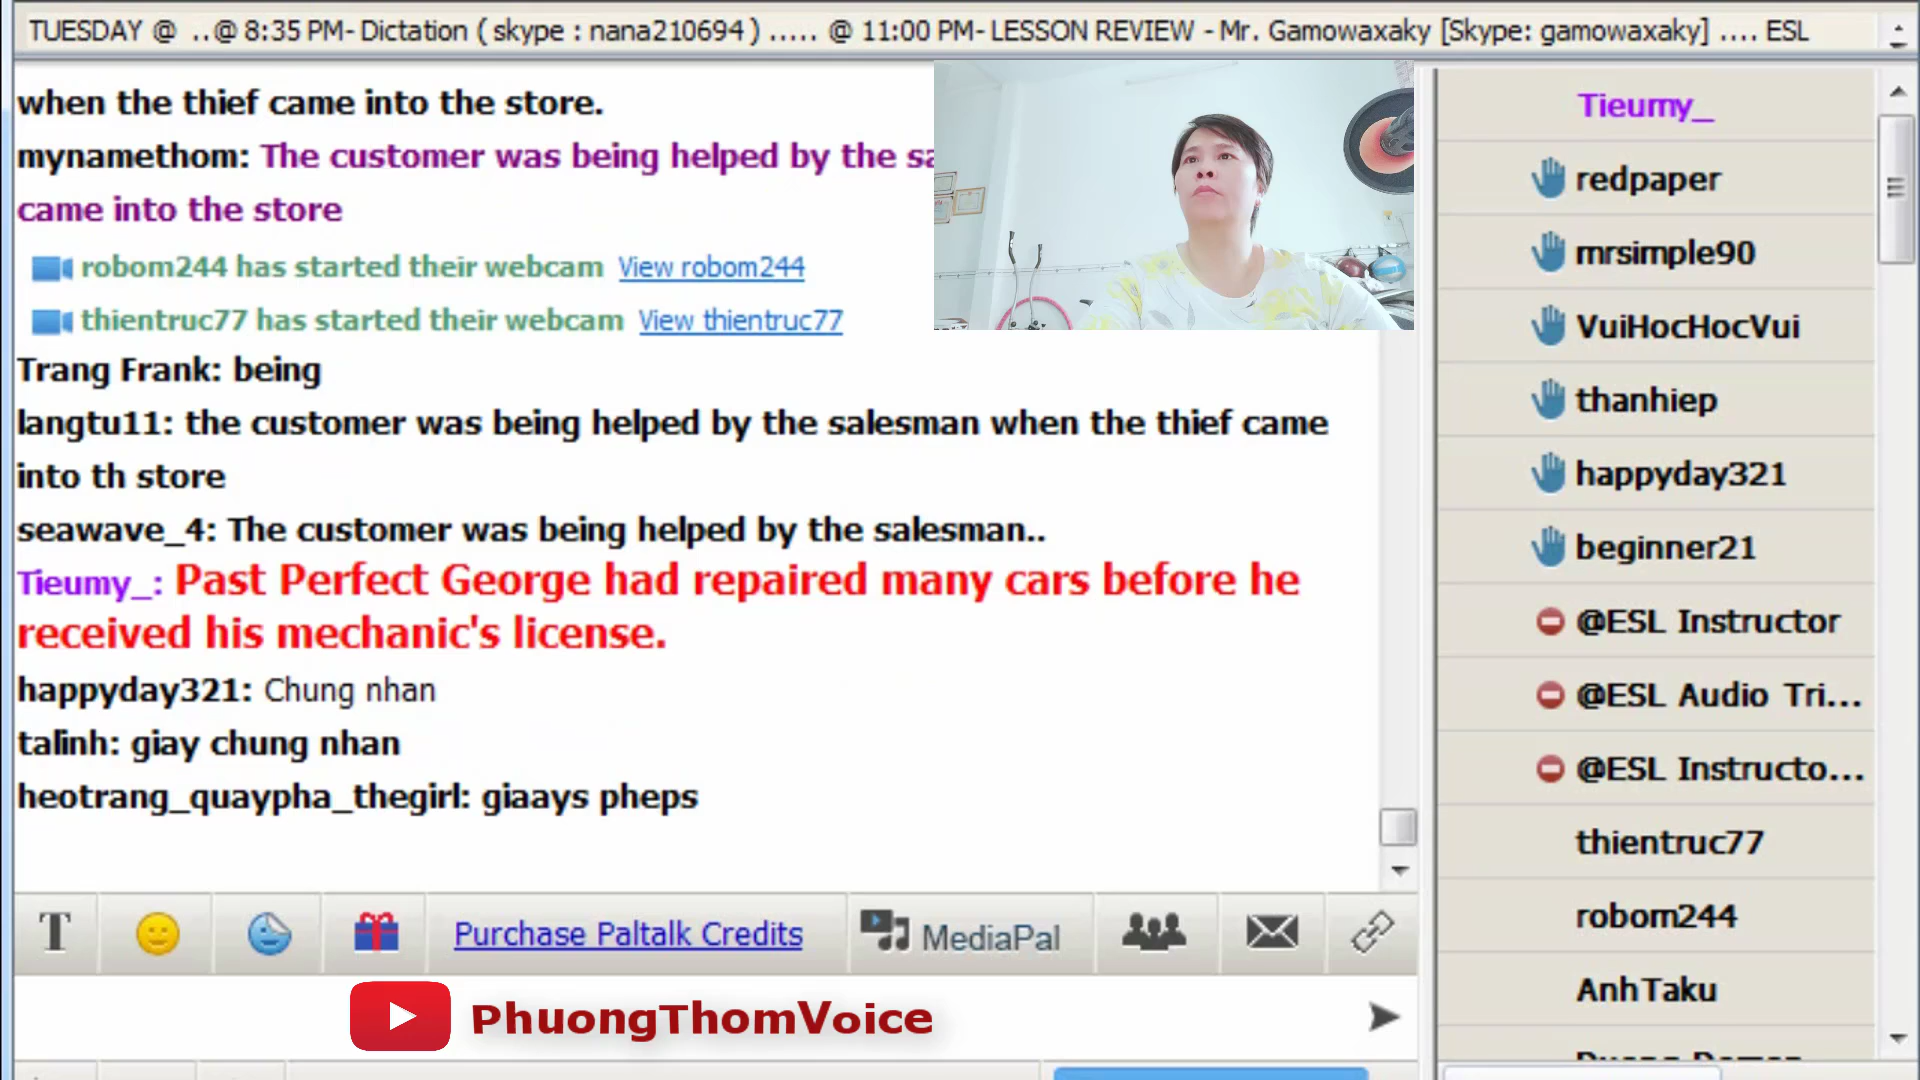 TUESDAY @ ..@ 8:35 PM- Dictation ( skype : nana210694 ) ..... @ 11:00 PM- LESSON REVIEW - Mr. Gamowaxaky [Skype: gamowaxaky] .... ESL
when the thief came into the store.
mynamethom: The customer was being helped by the
came into the store
robom244 has started their webcam View robom244
thientruc77 has started their webcam View thientruc77
Trang Frank: being
langtu11: the customer was being helped by the salesman when the thief came
into th store
seawave_4: The customer was being helped by the salesman..
Tieumy_: Past Perfect George had repaired many cars before he
received his mechanic's license.
happyday321: Chung nhan
talinh: giay chung nhan
heotrang_quaypha_thegirl: giaays pheps
T
Purchase Paltalk Credits
MediaPal
PhuongThomVoice
Tieumy_
redpaper
mrsimple90
VuiHocHocVui
thanhiep
happyday321
beginner21
@ESL Instructor
@ESL Audio Tri...
@ESL Instructo...
thientruc77
robom244
AnhTaku